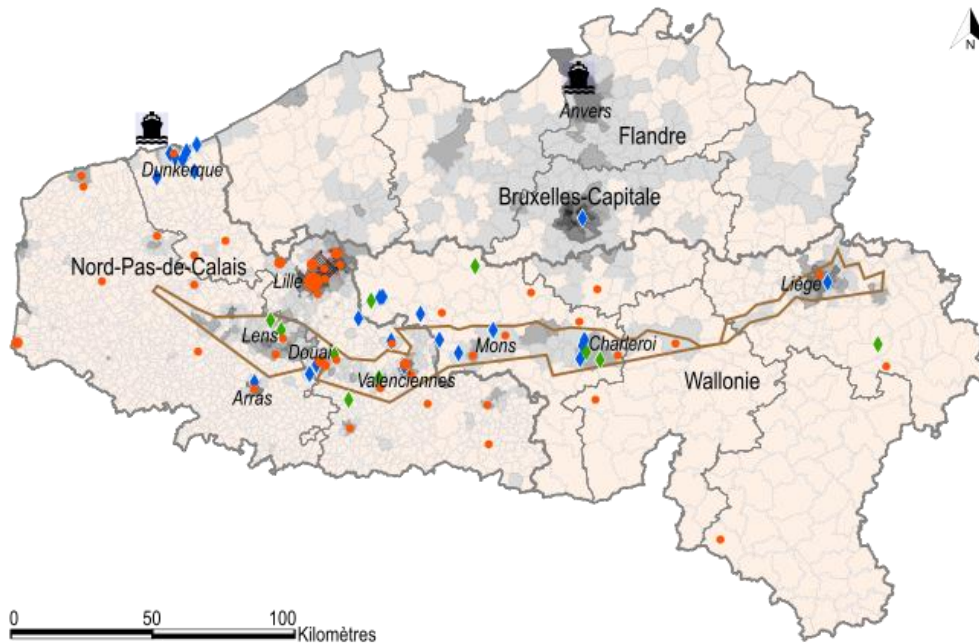 N
Anvers
Flandre
Dunkerque
Bruxelles-Capitale
Nord-Pas-de-Calais
Lille
Liége
Lens
Douai
Mons
Charleroi
Valenciennes
Wallonie
Arras
0 50 100
Kilomètres